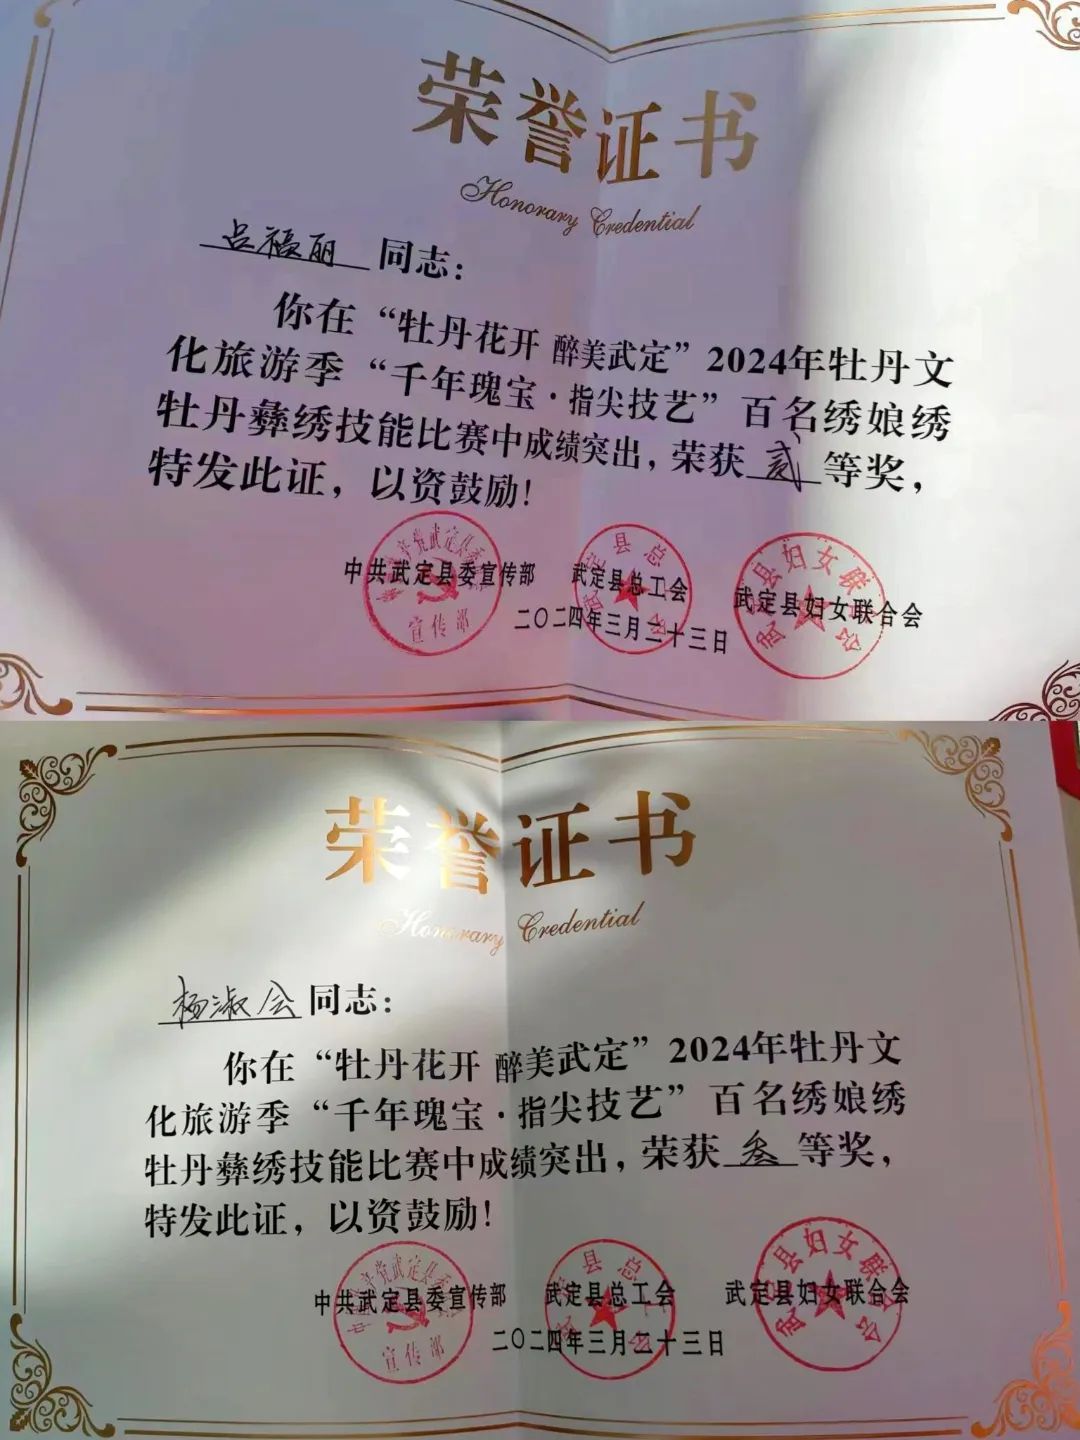 荣誉证书
Honorary Credential
吕福丽 同志：
你在“牡丹花开 醉美武定”2024年牡丹文
化旅游季“千年瑰宝·指尖技艺”百名绣娘绣
牡丹彝绣技能比赛中成绩突出，荣获 贰 等奖，
特发此证，以资鼓励！
中共武定县委宣传部 武定县总工会 武定县妇女联合会
宣传部
二〇二四年三月二十三日
荣誉证书
Honorary Credential
杨淑会 同志：
你在“牡丹花开 醉美武定”2024年牡丹文
化旅游季“千年瑰宝·指尖技艺”百名绣娘绣
牡丹彝绣技能比赛中成绩突出，荣获 叁 等奖，
特发此证，以资鼓励！
中共武定县委宣传部 武定县总工会 武定县妇女联合会
宣传部
二〇二四年三月二十三日